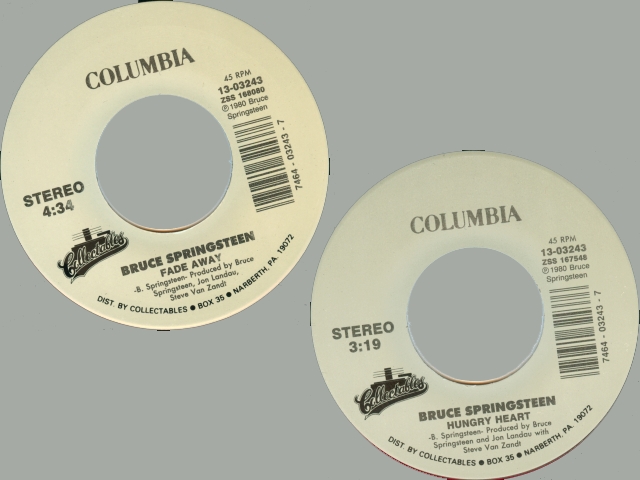 COLUMBIA
45 RPM
13-03243
ZSS 168080
℗ 1980 Bruce
Springsteen
7464-03243-7
STEREO
4:34
Collectables
BRUCE SPRINGSTEEN
FADE AWAY
-B. Springsteen- Produced by Bruce
Springsteen, Jon Landau,
Steve Van Zandt
DIST. BY COLLECTABLES ● BOX 35 ● NARBERTH, PA. 19072
COLUMBIA
45 RPM
13-03243
ZSS 167548
℗ 1980 Bruce
Springsteen
7464-03243-7
STEREO
3:19
Collectables
BRUCE SPRINGSTEEN
HUNGRY HEART
-B. Springsteen- Produced by Bruce
Springsteen and Jon Landau with
Steve Van Zandt
DIST. BY COLLECTABLES ● BOX 35 ● NARBERTH, PA. 19072